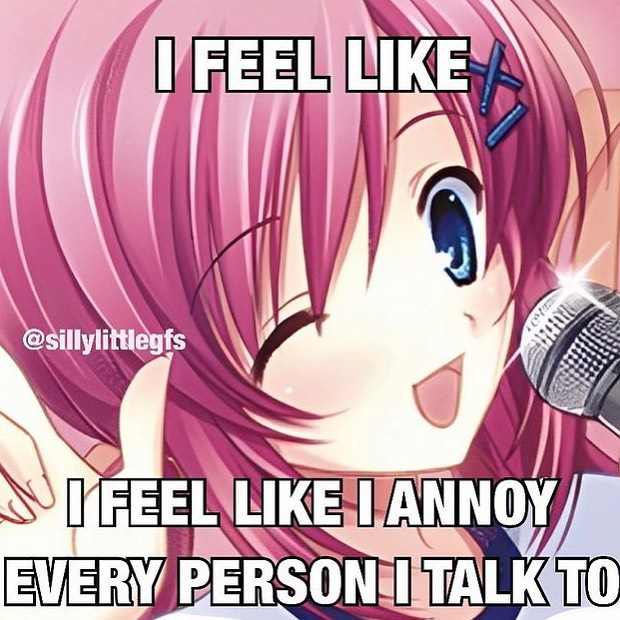 I FEEL LIKE
@sillylittlegfs
I FEEL LIKE I ANNOY
EVERY PERSON I TALK TO